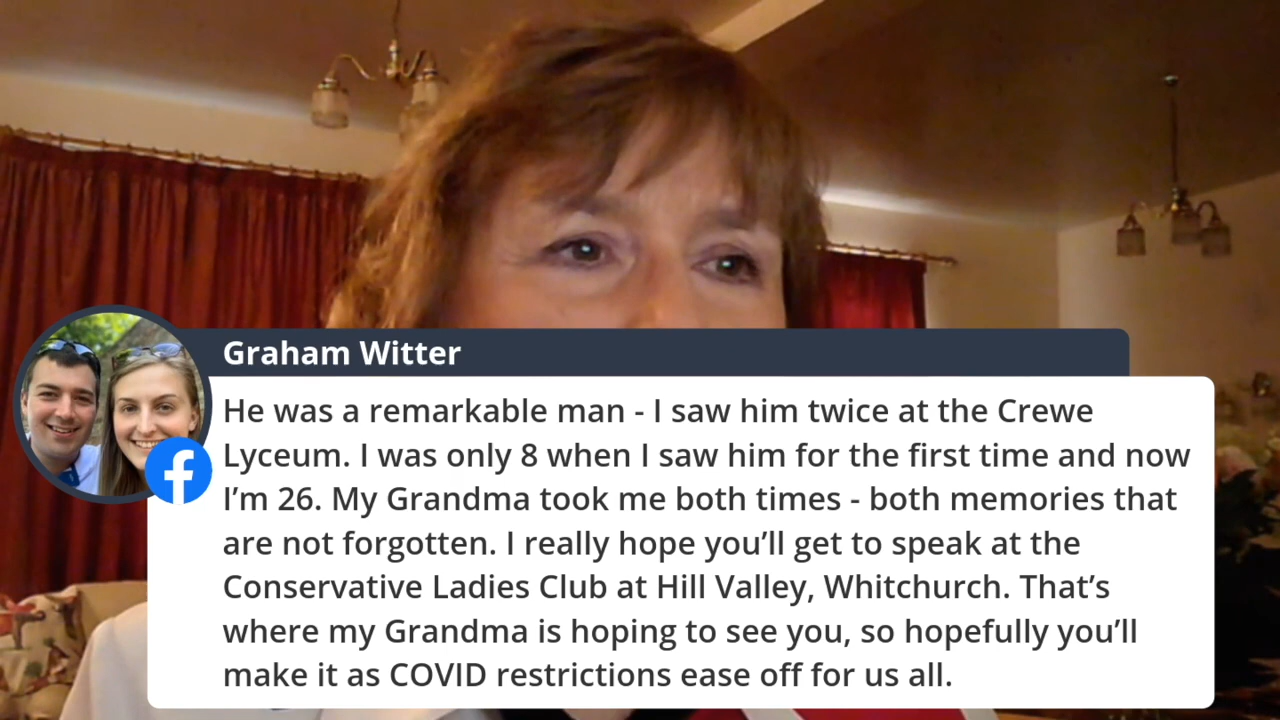 Graham Witter
He was a remarkable man - I saw him twice at the Crewe
Lyceum. I was only 8 when I saw him for the first time and now
I'm 26. My Grandma took me both times - both memories that
are not forgotten. I really hope you'll get to speak at the
Conservative Ladies Club at Hill Valley, Whitchurch. That's
where my Grandma is hoping to see you, so hopefully you'll
make it as COVID restrictions ease off for us all.